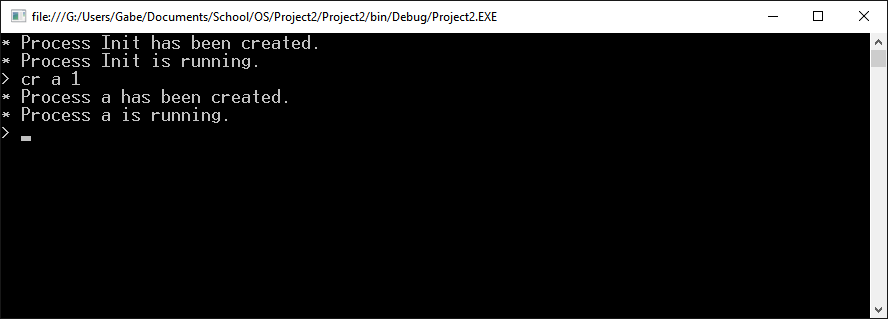 file:///G:/Users/Gabe/Documents/School/OS/Project2/Project2/bin/Debug/Project2.EXE
* Process Init has been created.
* Process Init is running.
> cr a 1
* Process a has been created.
* Process a is running.
>